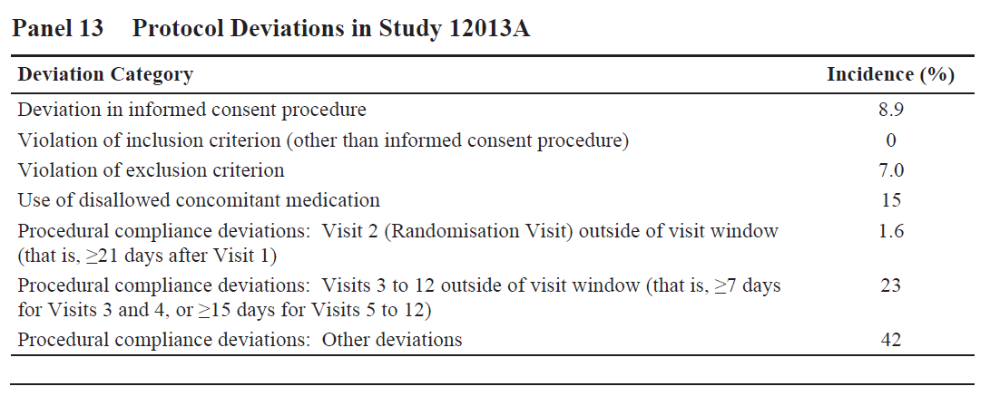 Panel 13 Protocol Deviations in Study 12013A
Deviation Category Incidence (%)
Deviation in informed consent procedure 8.9
Violation of inclusion criterion (other than informed consent procedure) 0
Violation of exclusion criterion 7.0
Use of disallowed concomitant medication 15
Procedural compliance deviations: Visit 2 (Randomisation Visit) outside of visit window 1.6
(that is, ≥21 days after Visit 1)
Procedural compliance deviations: Visits 3 to 12 outside of visit window (that is, ≥7 days 23
for Visits 3 and 4, or ≥15 days for Visits 5 to 12)
Procedural compliance deviations: Other deviations 42